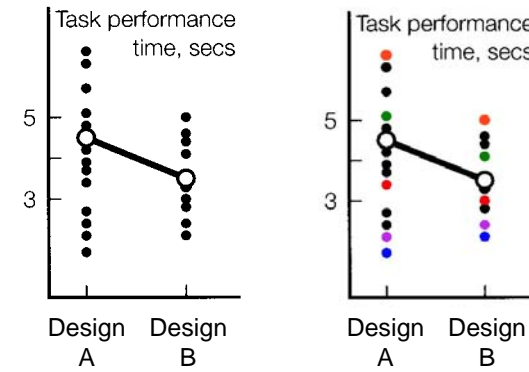 Task performance
time, secs
5
3
Design
A
Design
B
Task performance
time, secs
5
3
Design
A
Design
B